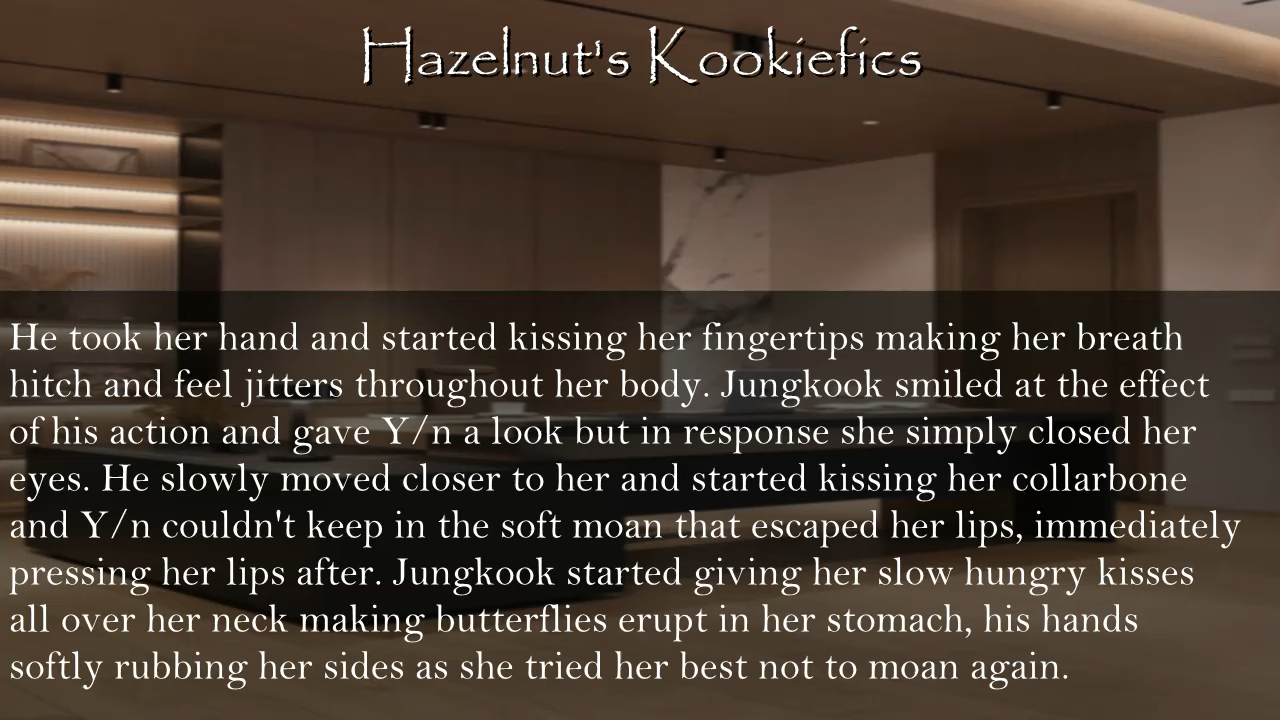 Hazelnut's Kookiefics
He took her hand and started kissing her fingertips making her breath
hitch and feel jitters throughout her body. Jungkook smiled at the effect
of his action and gave Y/n a look but in response she simply closed her
eyes. He slowly moved closer to her and started kissing her collarbone
and Y/n couldn't keep in the soft moan that escaped her lips, immediately
pressing her lips after. Jungkook started giving her slow hungry kisses
all over her neck making butterflies erupt in her stomach, his hands
softly rubbing her sides as she tried her best not to moan again.